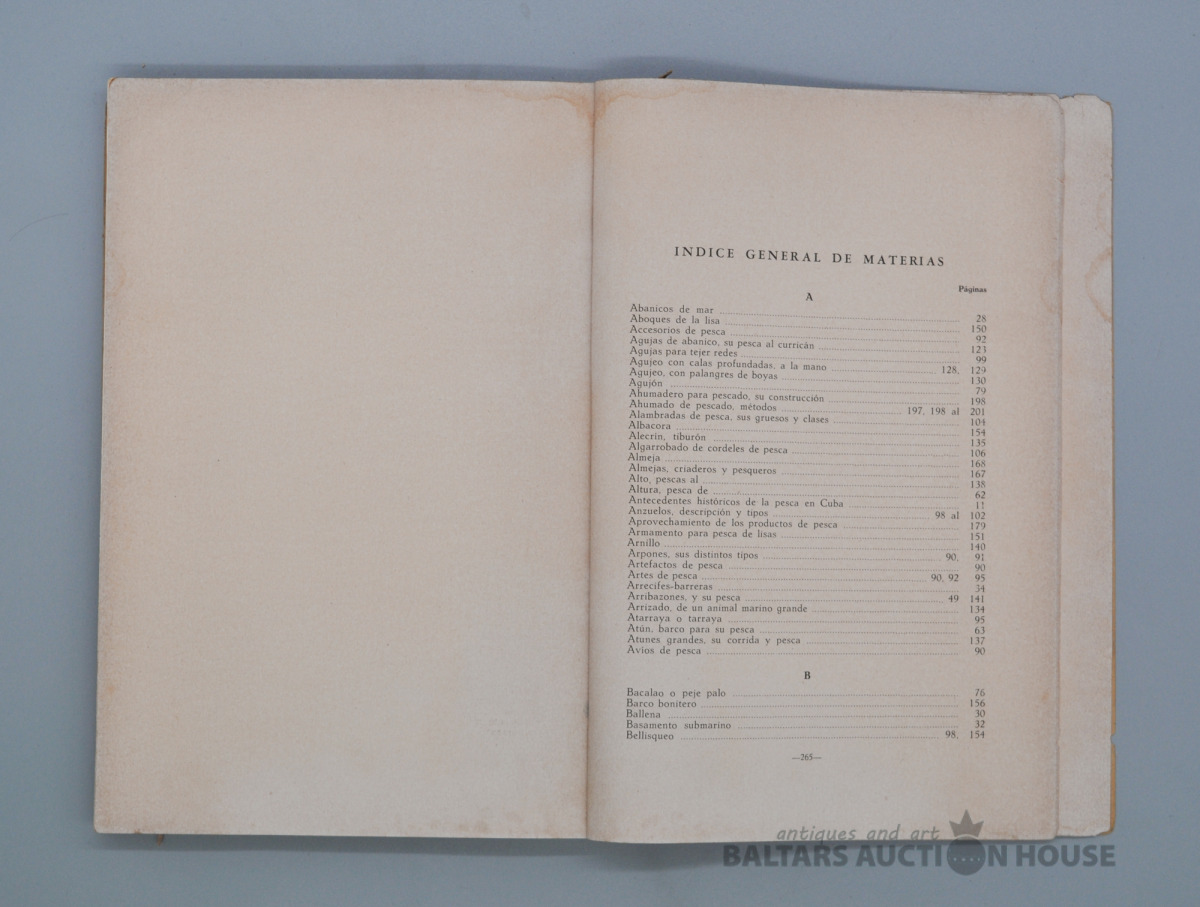 INDICE GENERAL DE MATERIAS
Páginas
A
Abanicos de mar 28
Aboques de la lisa 150
Accesorios de pesca 92
Agujas de abanico, su pesca al curricán 123
Agujas para tejer redes 99
Agujeo con calas profundadas, a la mano 128, 129
Agujeo, con palangres de boyas 130
Agujón 79
Ahumadero para pescado, su construcción 198
Ahumado de pescado, métodos 197, 198 al 201
Alambradas de pesca, sus gruesos y clases 104
Albacora 154
Alecrín, tiburón 135
Algarrobado de cordeles de pesca 106
Almeja 168
Almejas, criaderos y pesqueros 167
Alto, pescas al 138
Altura, pesca de 62
Antecedentes históricos de la pesca en Cuba 11
Anzuelos, descripción y tipos 98 al 102
Aprovechamiento de los productos de pesca 179
Armamento para pesca de lisas 151
Arnillo 140
Arpones, sus distintos tipos 90, 91
Artefactos de pesca 90
Artes de pesca 90, 92 95
Arrecifes-barreras 34
Arribazones, y su pesca 49 141
Arrizado, de un animal marino grande 134
Atarraya o tarraya 95
Atún, barco para su pesca 63
Atunes grandes, su corrida y pesca 137
Avíos de pesca 90
B
Bacalao o peje palo 76
Barco bonitero 156
Ballena 30
Basamento submarino 32
Bellisqueo 98, 154
—265—
antiques and art
BALTARS AUCTION HOUSE